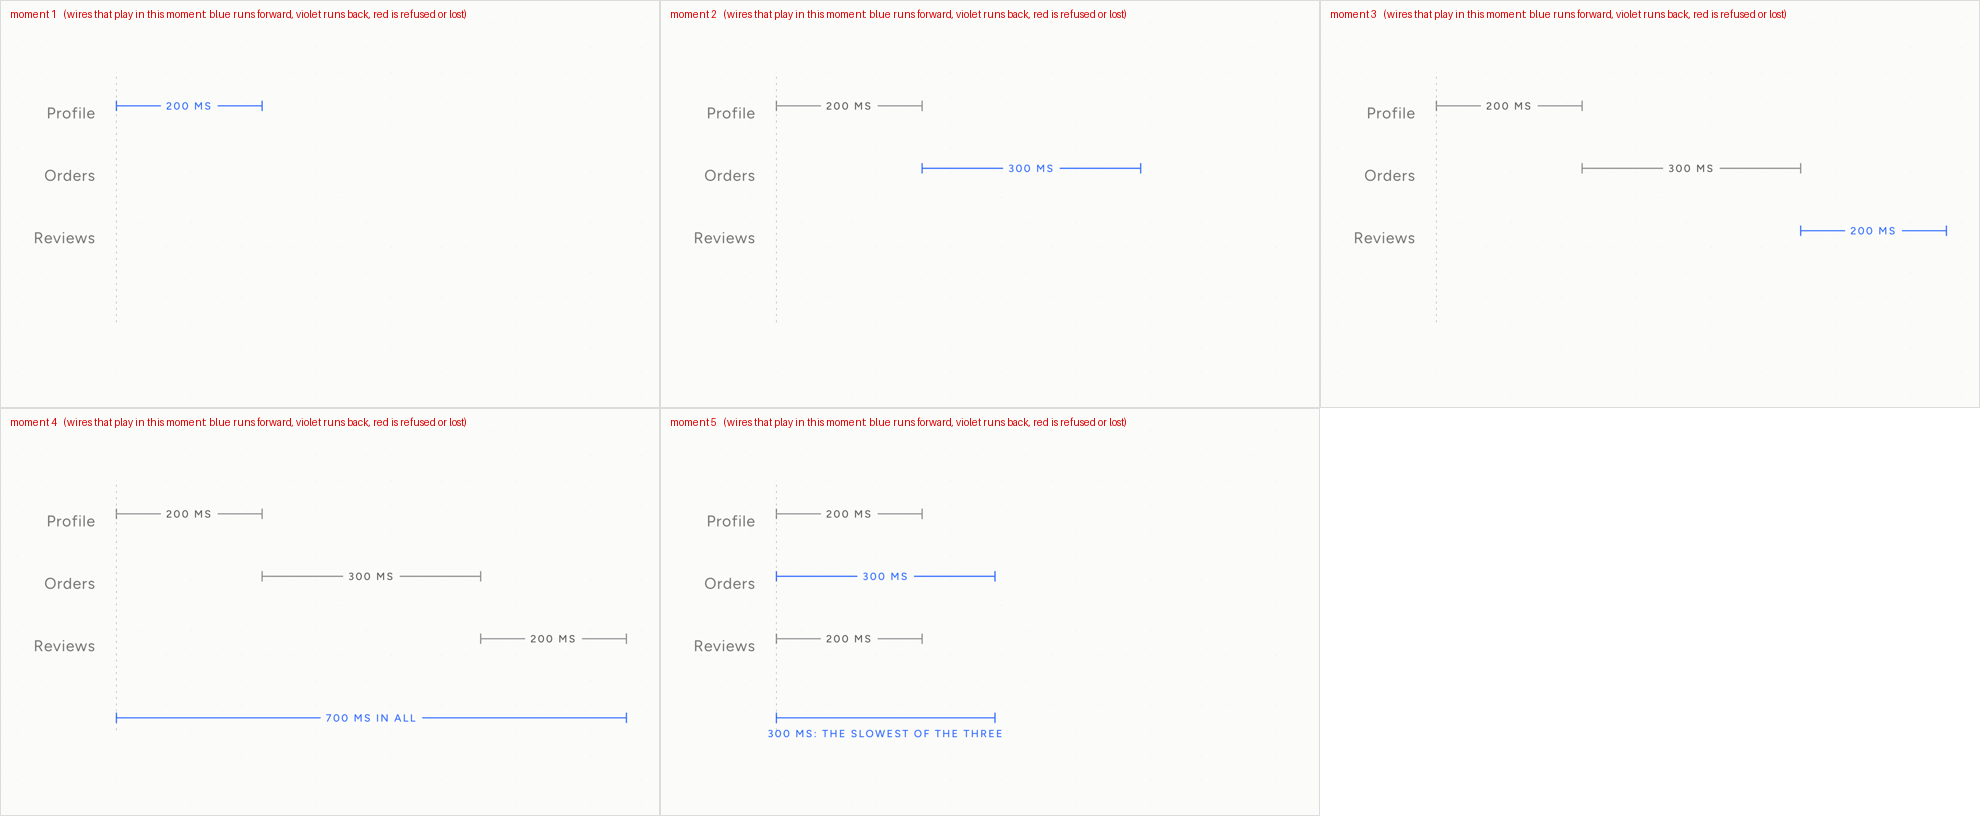 moment 1 (wires that play in this moment: blue runs forward, violet runs back, red is refused or lost)
Profile
200 MS
Orders
Reviews
moment 2 (wires that play in this moment: blue runs forward, violet runs back, red is refused or lost)
Profile
200 MS
Orders
300 MS
Reviews
moment 3 (wires that play in this moment: blue runs forward, violet runs back, red is refused or lost)
Profile
200 MS
Orders
300 MS
Reviews
200 MS
moment 4 (wires that play in this moment: blue runs forward, violet runs back, red is refused or lost)
Profile
200 MS
Orders
300 MS
Reviews
200 MS
700 MS IN ALL
moment 5 (wires that play in this moment: blue runs forward, violet runs back, red is refused or lost)
Profile
200 MS
Orders
300 MS
Reviews
200 MS
300 MS: THE SLOWEST OF THE THREE